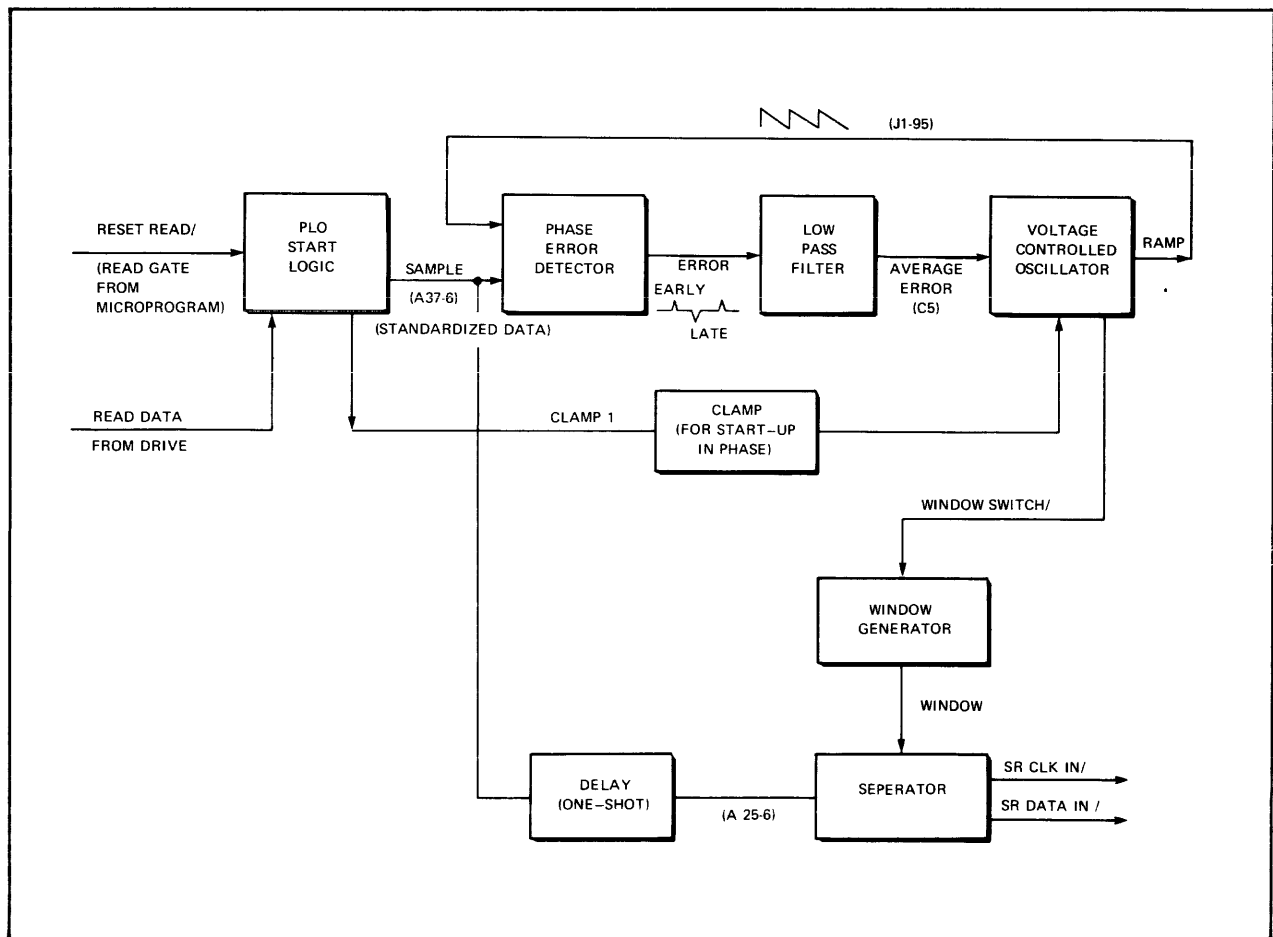 (J1-95)
RESET READ/
(READ GATE
FROM
MICROPROGRAM)
PLO
START
LOGIC
SAMPLE
(A37-6)
(STANDARDIZED DATA)
PHASE
ERROR
DETECTOR
ERROR
EARLY
LATE
LOW
PASS
FILTER
AVERAGE
ERROR
(C5)
VOLTAGE
CONTROLLED
OSCILLATOR
RAMP
READ DATA
FROM DRIVE
CLAMP 1
CLAMP
(FOR START-UP
IN PHASE)
WINDOW SWITCH/
WINDOW
GENERATOR
WINDOW
DELAY
(ONE-SHOT)
(A 25-6)
SEPERATOR
SR CLK IN/
SR DATA IN /